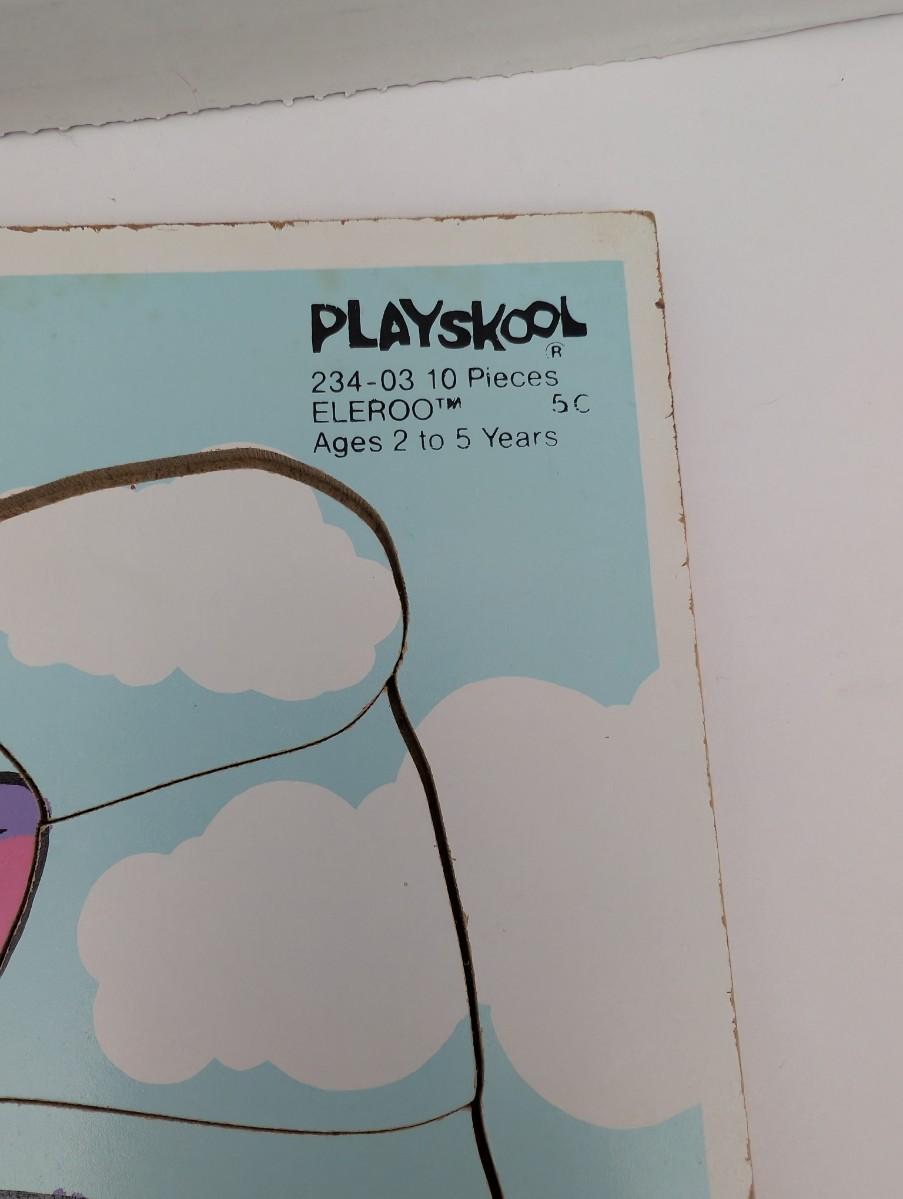 PLAYSKOOL
®
234-03 10 Pieces
ELEROO™ 5C
Ages 2 to 5 Years